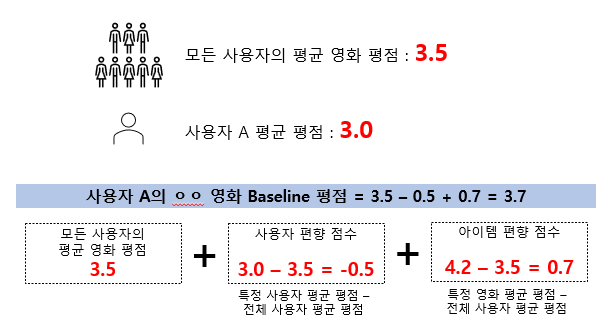 모든 사용자의 평균 영화 평점 : 3.5
사용자 A 평균 평점 : 3.0
사용자 A의 ㅇㅇ 영화 Baseline 평점 = 3.5 – 0.5 + 0.7 = 3.7
모든 사용자의
평균 영화 평점
3.5
+
사용자 편향 점수
3.0 – 3.5 = -0.5
특정 사용자 평균 평점 –
전체 사용자 평균 평점
+
아이템 편향 점수
4.2 – 3.5 = 0.7
특정 영화 평균 평점 –
전체 사용자 평균 평점